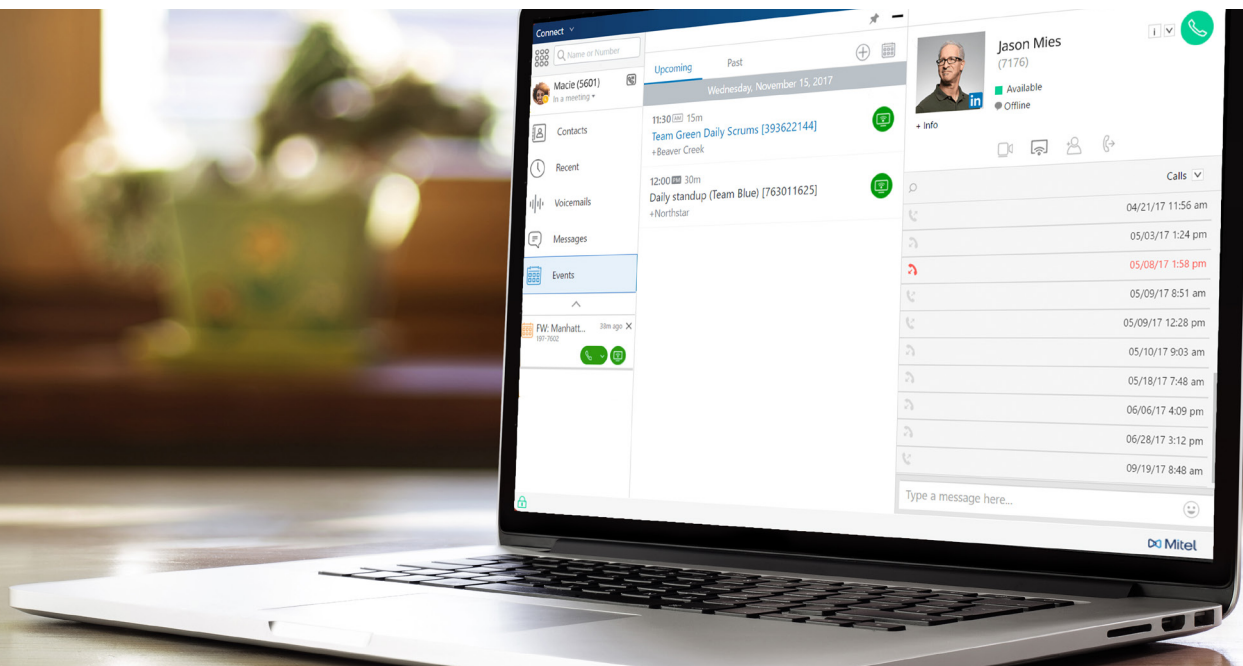 Connect
Name or Number
Macie (5601)
In a meeting
Contacts
Recent
Voicemails
Messages
Events
FW: Manhatt... 38m ago
197-7602
Upcoming Past
Wednesday, November 15, 2017
11:30 AM 15m
Team Green Daily Scrums [393622144]
+Beaver Creek
12:00 PM 30m
Daily standup (Team Blue) [763011625]
+Northstar
Jason Mies
(7176)
Available
Offline
in
+ Info
i
Calls
04/21/17 11:56 am
05/03/17 1:24 pm
05/08/17 1:58 pm
05/09/17 8:51 am
05/09/17 12:28 pm
05/10/17 9:03 am
05/18/17 7:48 am
06/06/17 4:09 pm
06/28/17 3:12 pm
09/19/17 8:48 am
Type a message here...
Mitel